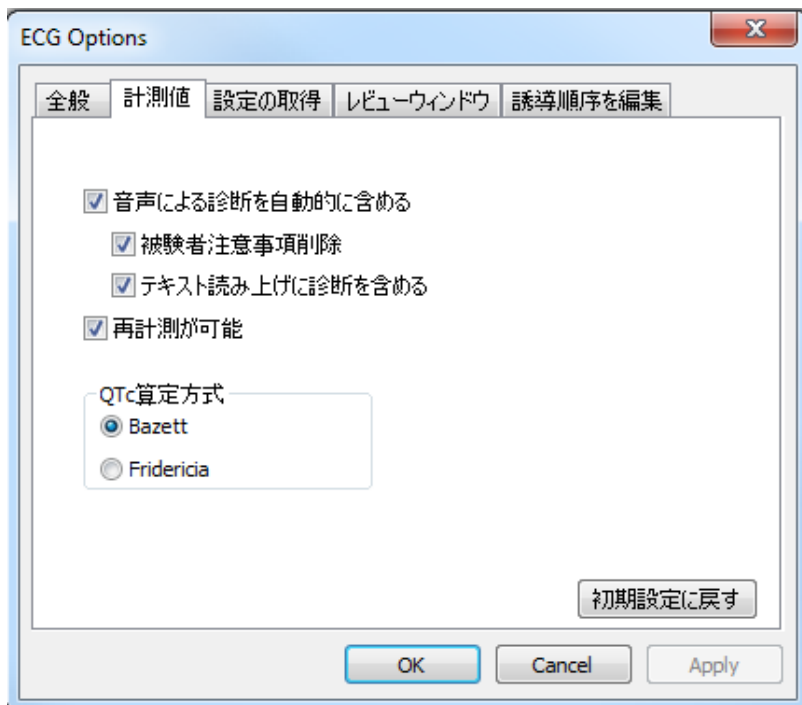 ECG Options
全般 計測値 設定の取得 レビューウィンドウ 誘導順序を編集
音声による診断を自動的に含める
被験者注意事項削除
テキスト読み上げに診断を含める
再計測が可能
QTc算定方式
Bazett
Fridericia
初期設定に戻す
OK Cancel Apply